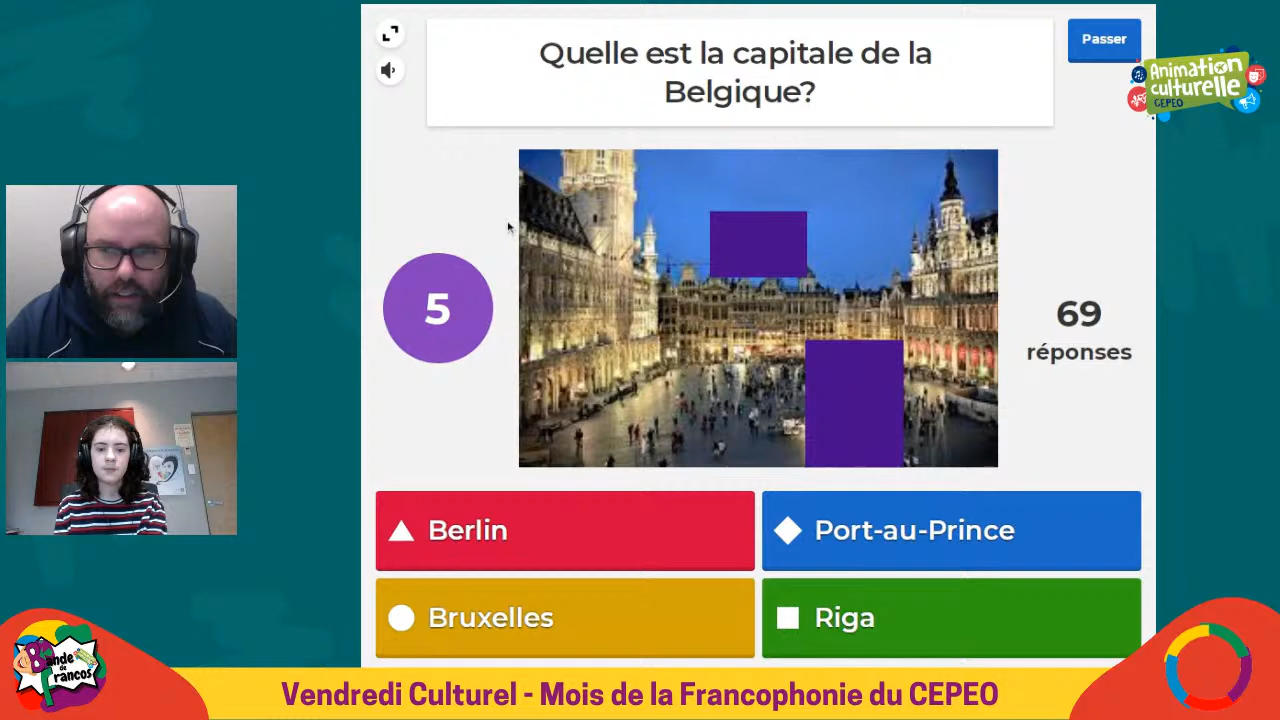 Quelle est la capitale de la
Belgique?
Passer
Animation
culturelle
CEPEO
5
69
réponses
Berlin
Port-au-Prince
Bruxelles
Riga
Bande
de
Francos
Vendredi Culturel - Mois de la Francophonie du CEPEO